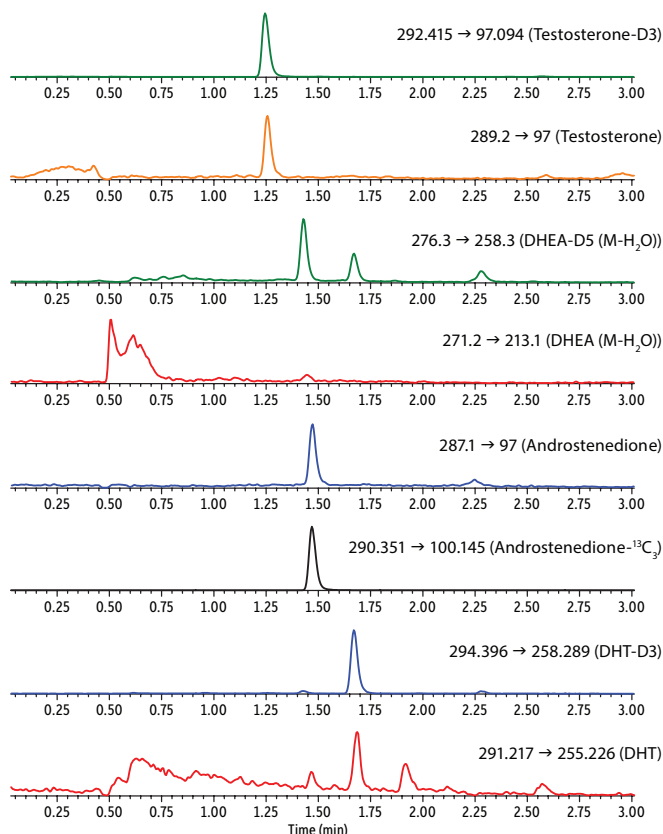 292.415 → 97.094 (Testosterone-D3)
0.25 0.50 0.75 1.00 1.25 1.50 1.75 2.00 2.25 2.50 2.75 3.00
289.2 → 97 (Testosterone)
0.25 0.50 0.75 1.00 1.25 1.50 1.75 2.00 2.25 2.50 2.75 3.00
276.3 → 258.3 (DHEA-D5 (M-H₂O))
0.25 0.50 0.75 1.00 1.25 1.50 1.75 2.00 2.25 2.50 2.75 3.00
271.2 → 213.1 (DHEA (M-H₂O))
0.25 0.50 0.75 1.00 1.25 1.50 1.75 2.00 2.25 2.50 2.75 3.00
287.1 → 97 (Androstenedione)
0.25 0.50 0.75 1.00 1.25 1.50 1.75 2.00 2.25 2.50 2.75 3.00
290.351 → 100.145 (Androstenedione-¹³C₃)
0.25 0.50 0.75 1.00 1.25 1.50 1.75 2.00 2.25 2.50 2.75 3.00
294.396 → 258.289 (DHT-D3)
0.25 0.50 0.75 1.00 1.25 1.50 1.75 2.00 2.25 2.50 2.75 3.00
291.217 → 255.226 (DHT)
0.25 0.50 0.75 1.00 1.25 1.50 1.75 2.00 2.25 2.50 2.75 3.00
Time (min)